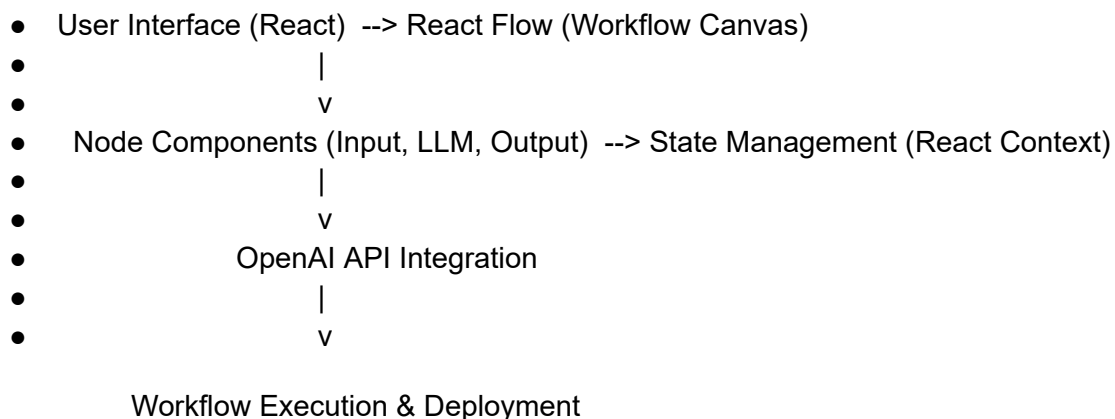 ● User Interface (React) --> React Flow (Workflow Canvas)
● |
● v
● Node Components (Input, LLM, Output) --> State Management (React Context)
● |
● v
● OpenAI API Integration
● |
● v
Workflow Execution & Deployment